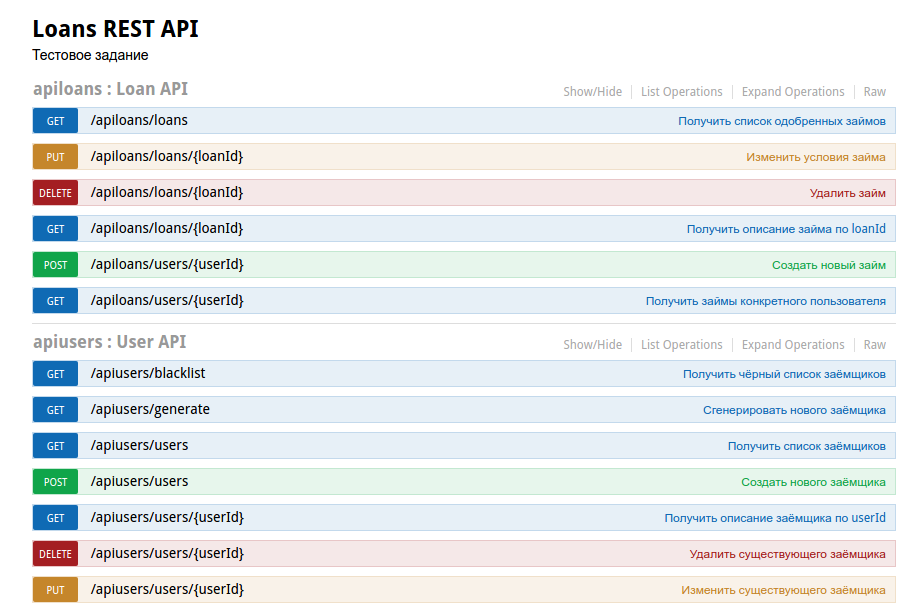 Loans REST API
Тестовое задание
apiloans : Loan API Show/Hide List Operations Expand Operations Raw
GET /apiloans/loans Получить список одобренных займов
PUT /apiloans/loans/{loanId} Изменить условия займа
DELETE /apiloans/loans/{loanId} Удалить займ
GET /apiloans/loans/{loanId} Получить описание займа по loanId
POST /apiloans/users/{userId} Создать новый займ
GET /apiloans/users/{userId} Получить займы конкретного пользователя
apiusers : User API Show/Hide List Operations Expand Operations Raw
GET /apiusers/blacklist Получить чёрный список заёмщиков
GET /apiusers/generate Сгенерировать нового заёмщика
GET /apiusers/users Получить список заёмщиков
POST /apiusers/users Создать нового заёмщика
GET /apiusers/users/{userId} Получить описание заёмщика по userId
DELETE /apiusers/users/{userId} Удалить существующего заёмщика
PUT /apiusers/users/{userId} Изменить существующего заёмщика